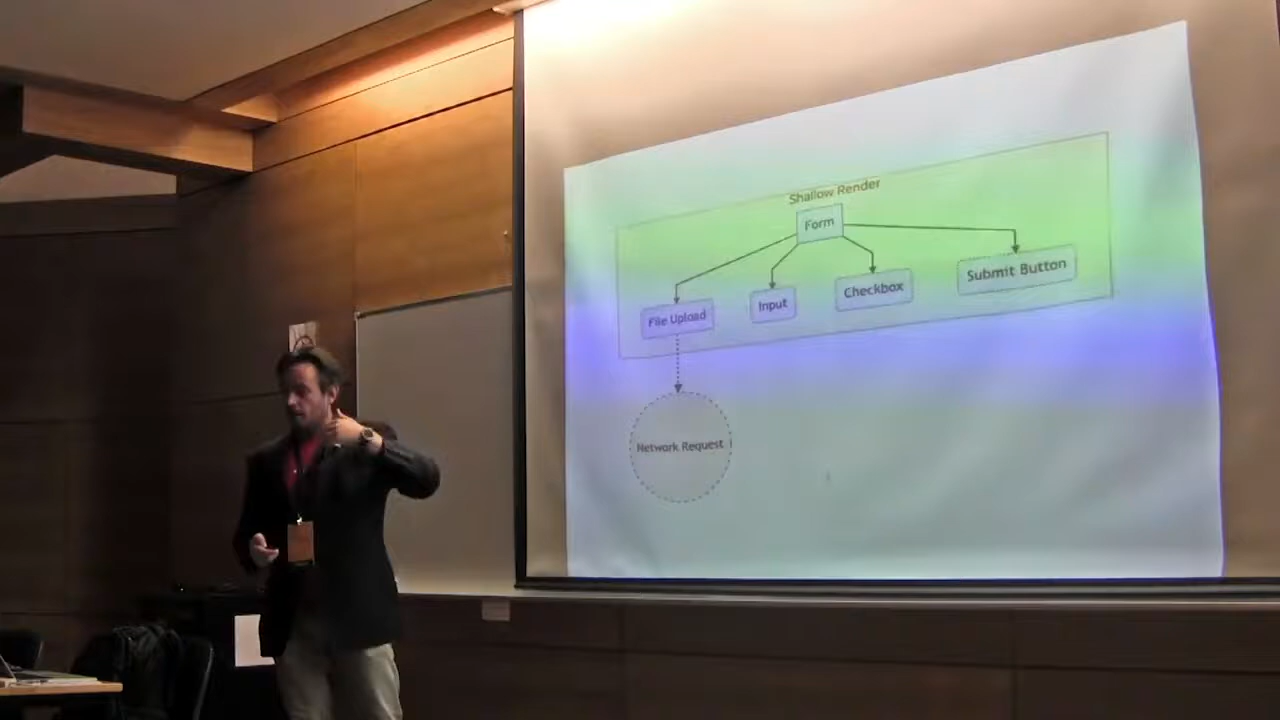 Shallow Render
Form
File Upload
Input
Checkbox
Submit Button
Network Request